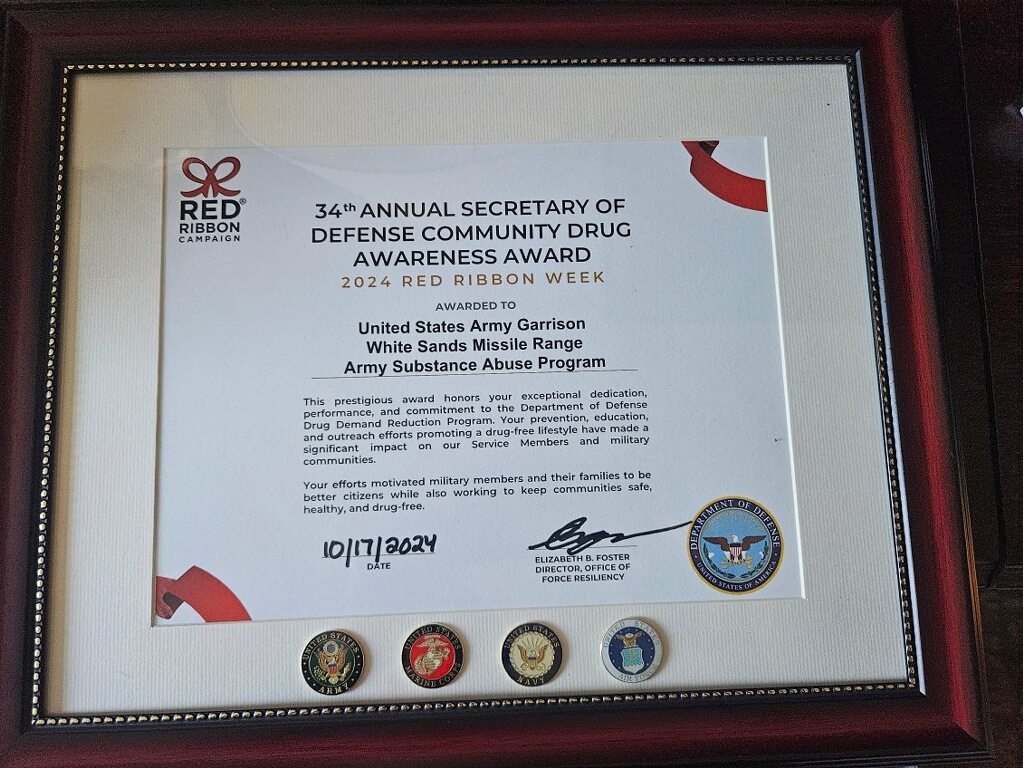 RED®
RIBBON
CAMPAIGN
34th ANNUAL SECRETARY OF
DEFENSE COMMUNITY DRUG
AWARENESS AWARD
2024 RED RIBBON WEEK
AWARDED TO
United States Army Garrison
White Sands Missile Range
Army Substance Abuse Program
This prestigious award honors your exceptional dedication,
performance, and commitment to the Department of Defense
Drug Demand Reduction Program. Your prevention, education,
and outreach efforts promoting a drug-free lifestyle have made a
significant impact on our Service Members and military
communities.
Your efforts motivated military members and their families to be
better citizens while also working to keep communities safe,
healthy, and drug-free.
10/17/2024
DATE
ELIZABETH B. FOSTER
DIRECTOR, OFFICE OF
FORCE RESILIENCY
DEPARTMENT OF DEFENSE
UNITED STATES OF AMERICA
UNITED STATES
ARMY
UNITED STATES
MARINE CORPS
UNITED STATES
NAVY
UNITED STATES
AIR FORCE